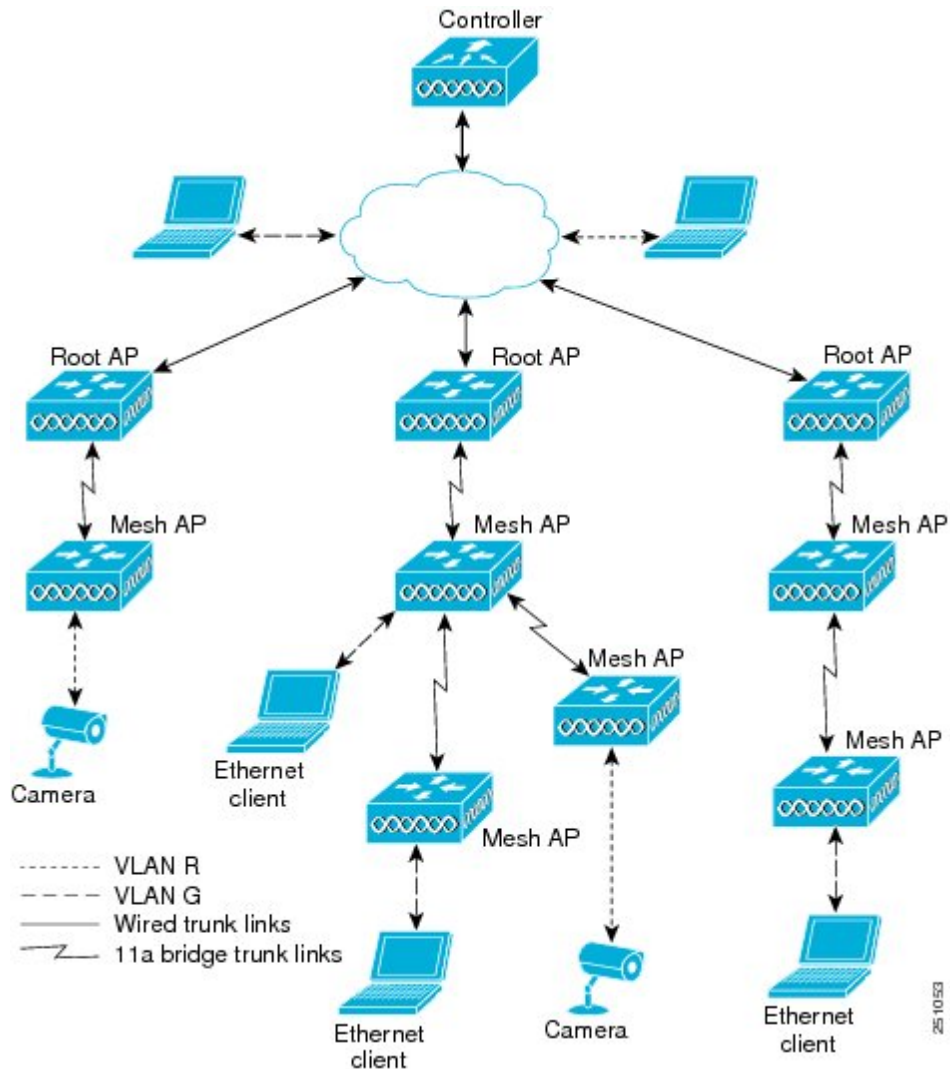 Controller
Root AP
Root AP
Root AP
Mesh AP
Mesh AP
Mesh AP
Mesh AP
Mesh AP
Ethernet
client
Camera
Mesh AP
VLAN R
VLAN G
Wired trunk links
11a bridge trunk links
Ethernet
client
Camera
Ethernet
client
251053